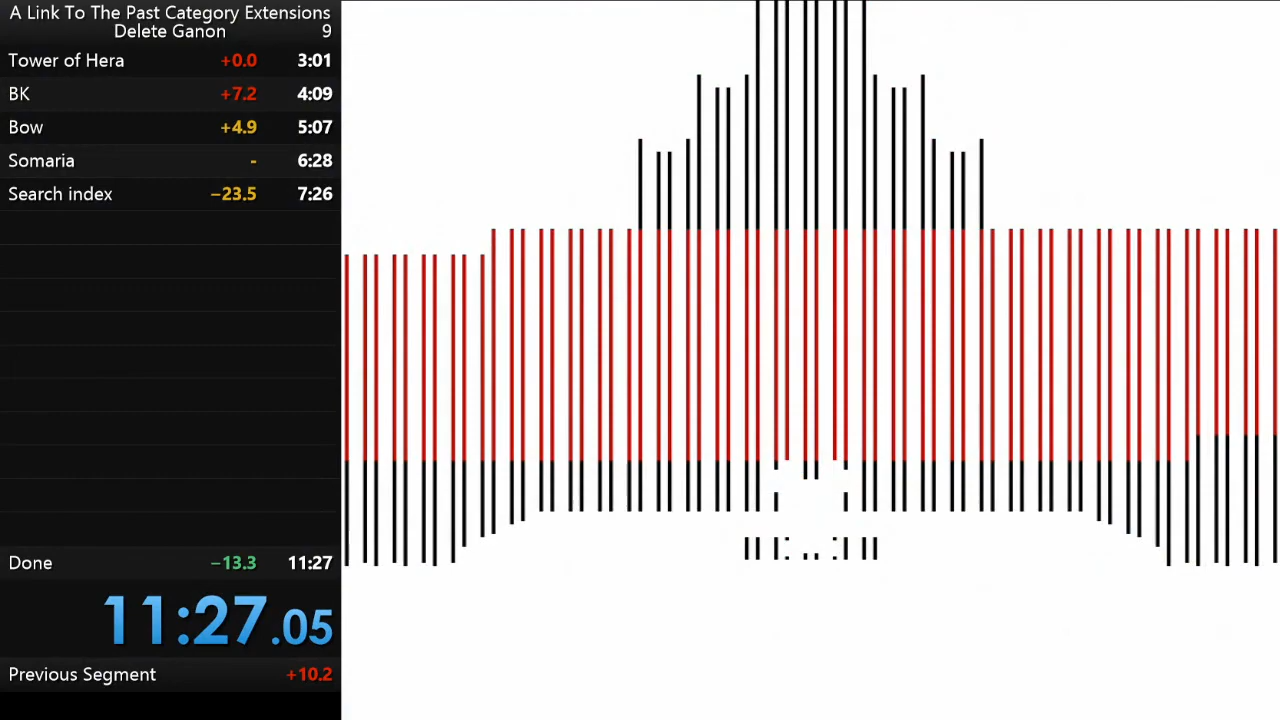 A Link To The Past Category Extensions
Delete Ganon 9
Tower of Hera +0.0 3:01
BK +7.2 4:09
Bow +4.9 5:07
Somaria - 6:28
Search index −23.5 7:26
Done −13.3 11:27
11:27.05
Previous Segment +10.2